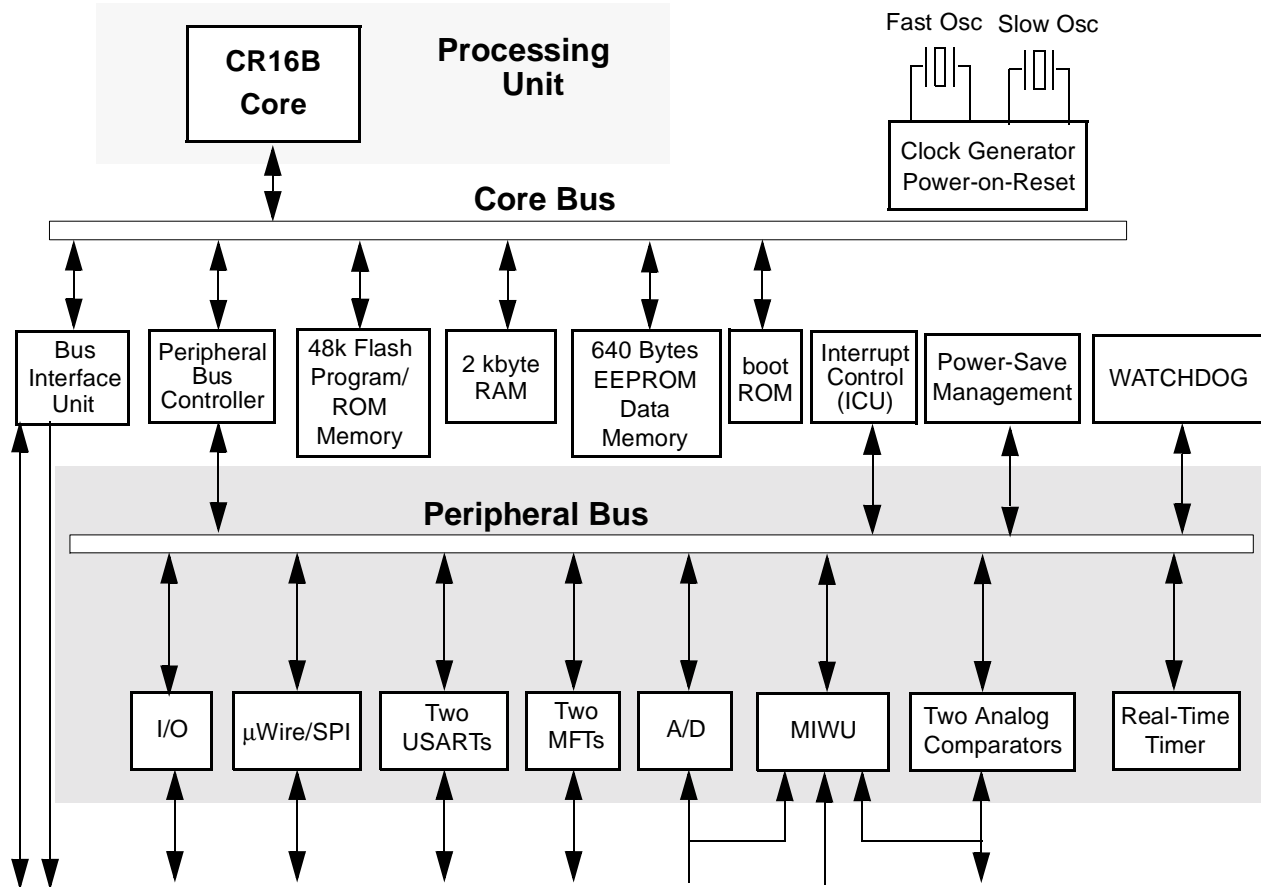 Fast Osc
Slow Osc
Processing
Unit
CR16B
Core
Clock Generator
Power-on-Reset
Core Bus
Bus
Interface
Unit
Peripheral
Bus
Controller
48k Flash
Program/
ROM
Memory
2 kbyte
RAM
640 Bytes
EEPROM
Data
Memory
boot
ROM
Interrupt
Control
(ICU)
Power-Save
Management
WATCHDOG
Peripheral Bus
I/O
µWire/SPI
Two
USARTs
Two
MFTs
A/D
MIWU
Two Analog
Comparators
Real-Time
Timer